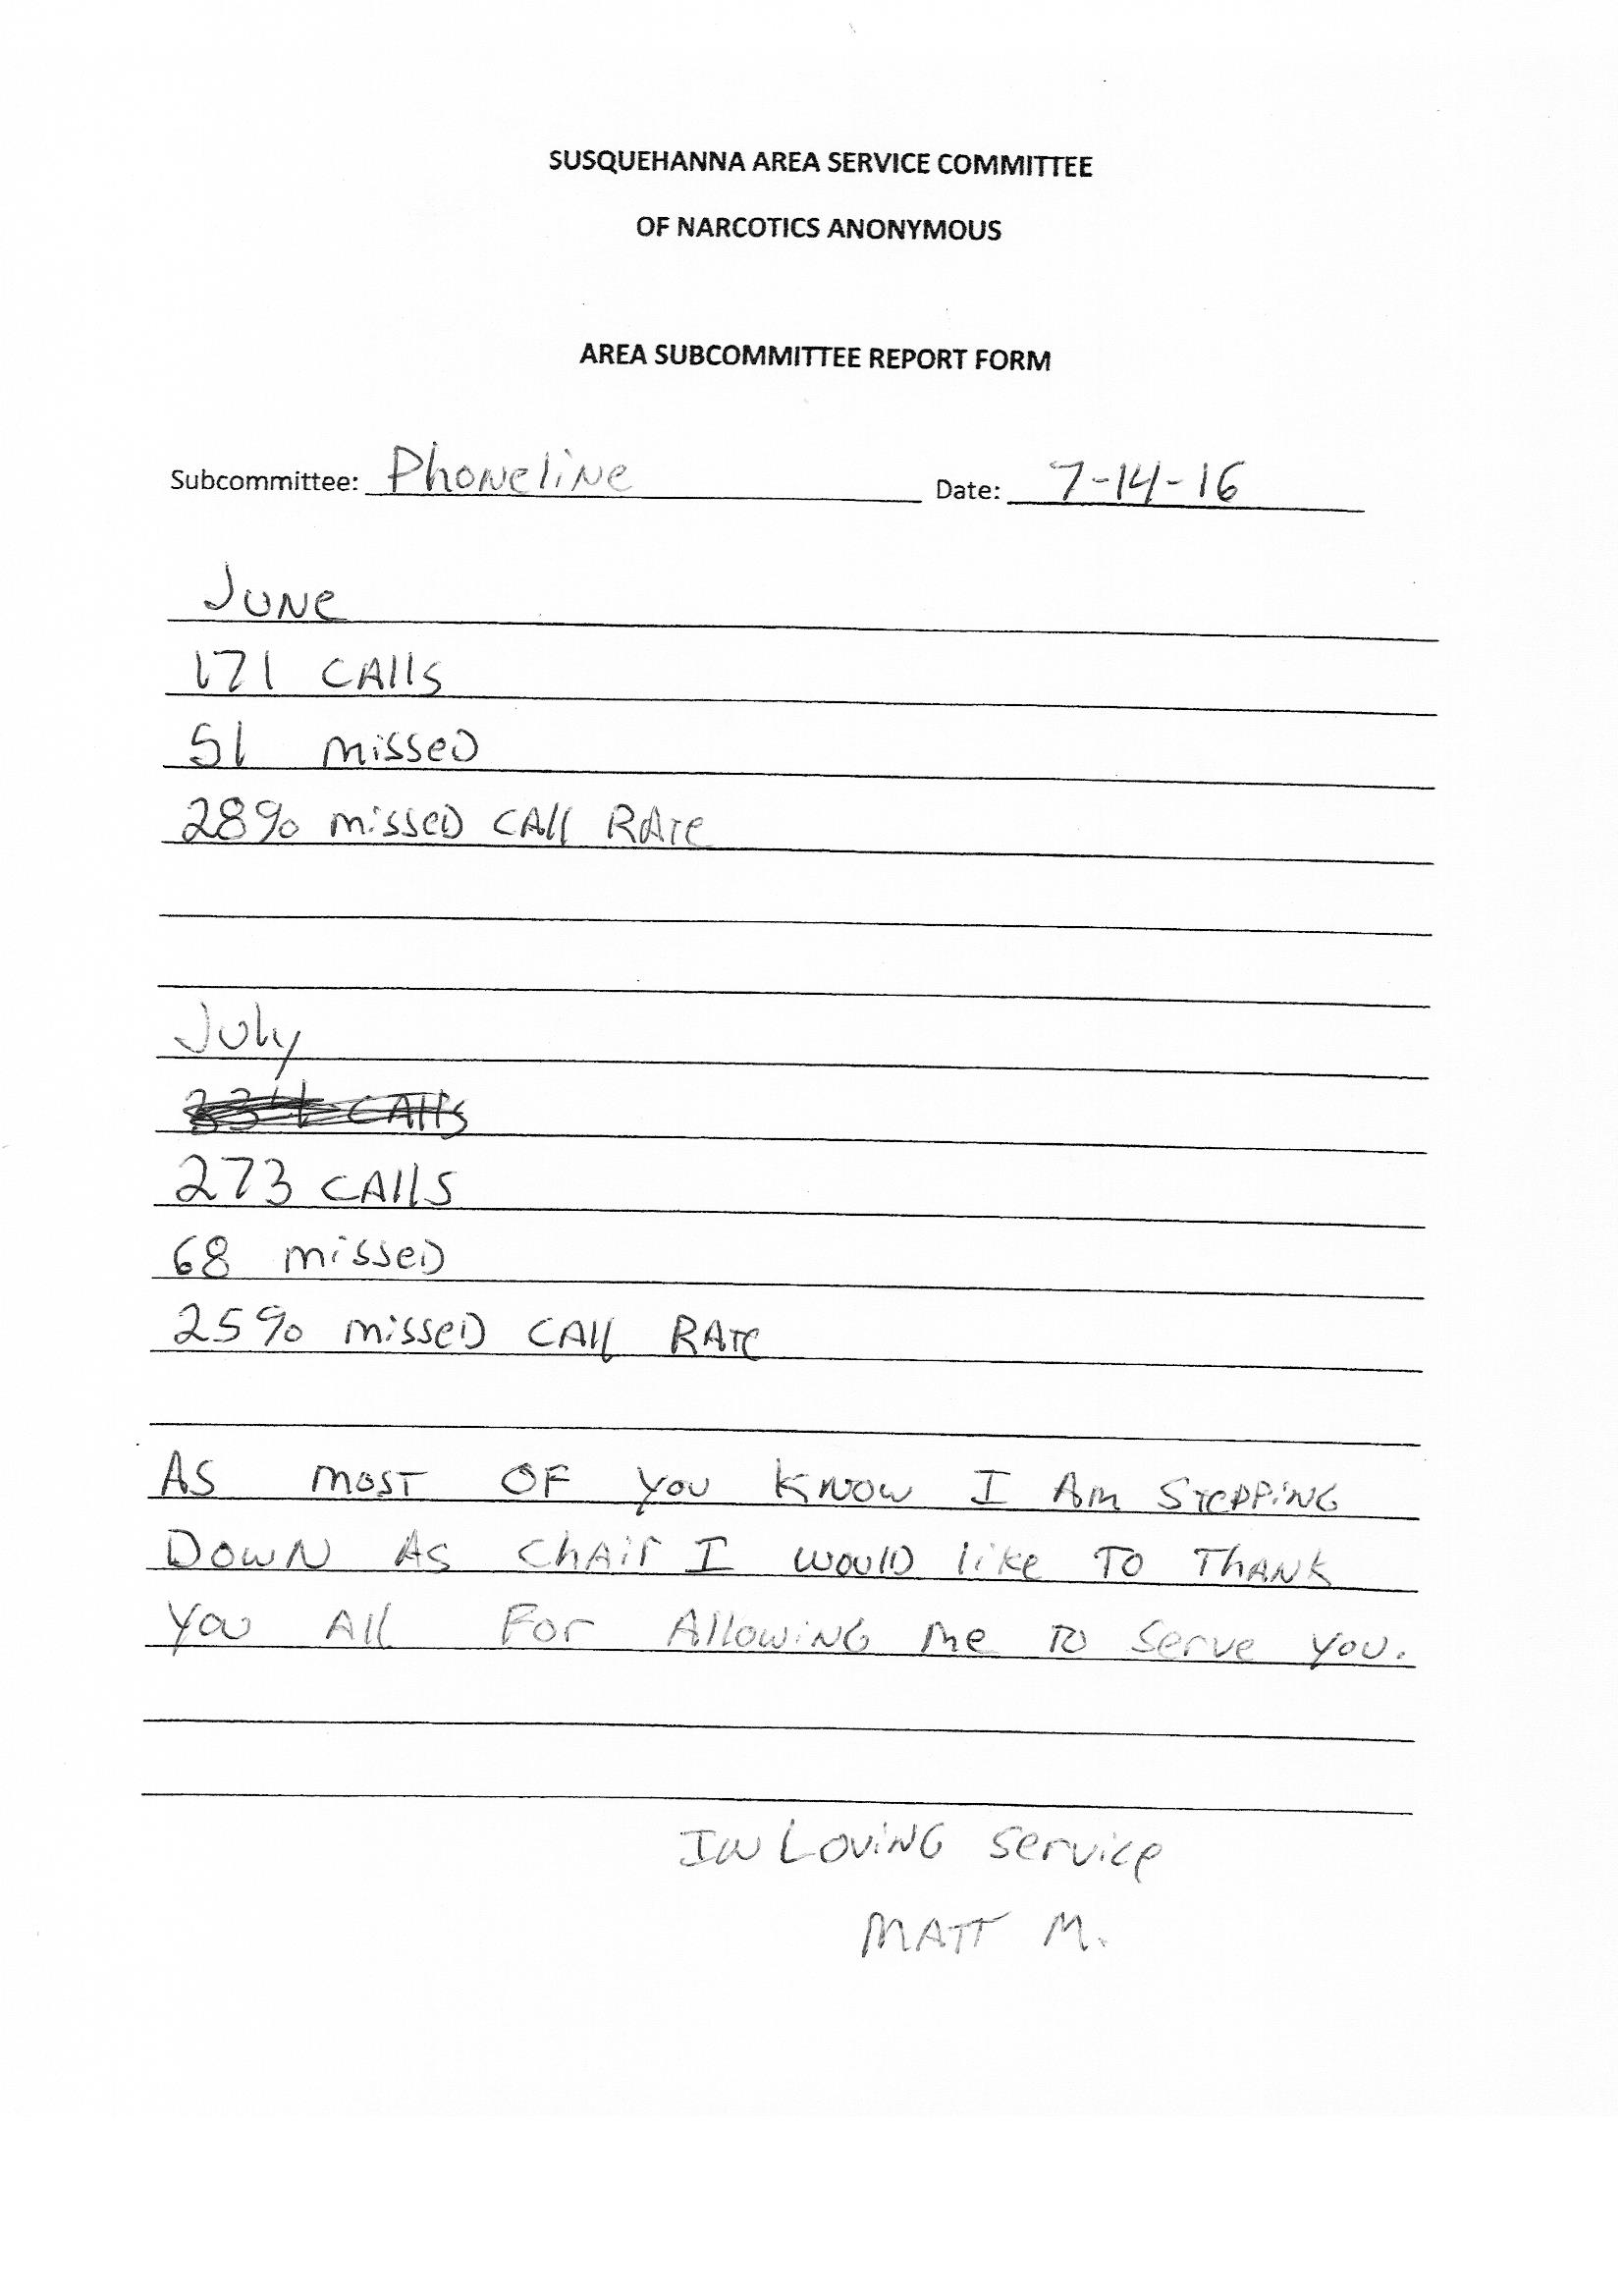 SUSQUEHANNA AREA SERVICE COMMITTEE
OF NARCOTICS ANONYMOUS
AREA SUBCOMMITTEE REPORT FORM
Subcommittee: Phoneline Date: 7-14-16
June
171 CAlls
51 missed
28% missed CAll RAte
July
CAlls
273 CAlls
68 missed
25% missed CAll RATe
AS most OF you know I Am STepping
Down As ChAir I would like To ThANK
you All For Allowing me to serve you.
In Loving Service
MATT M.